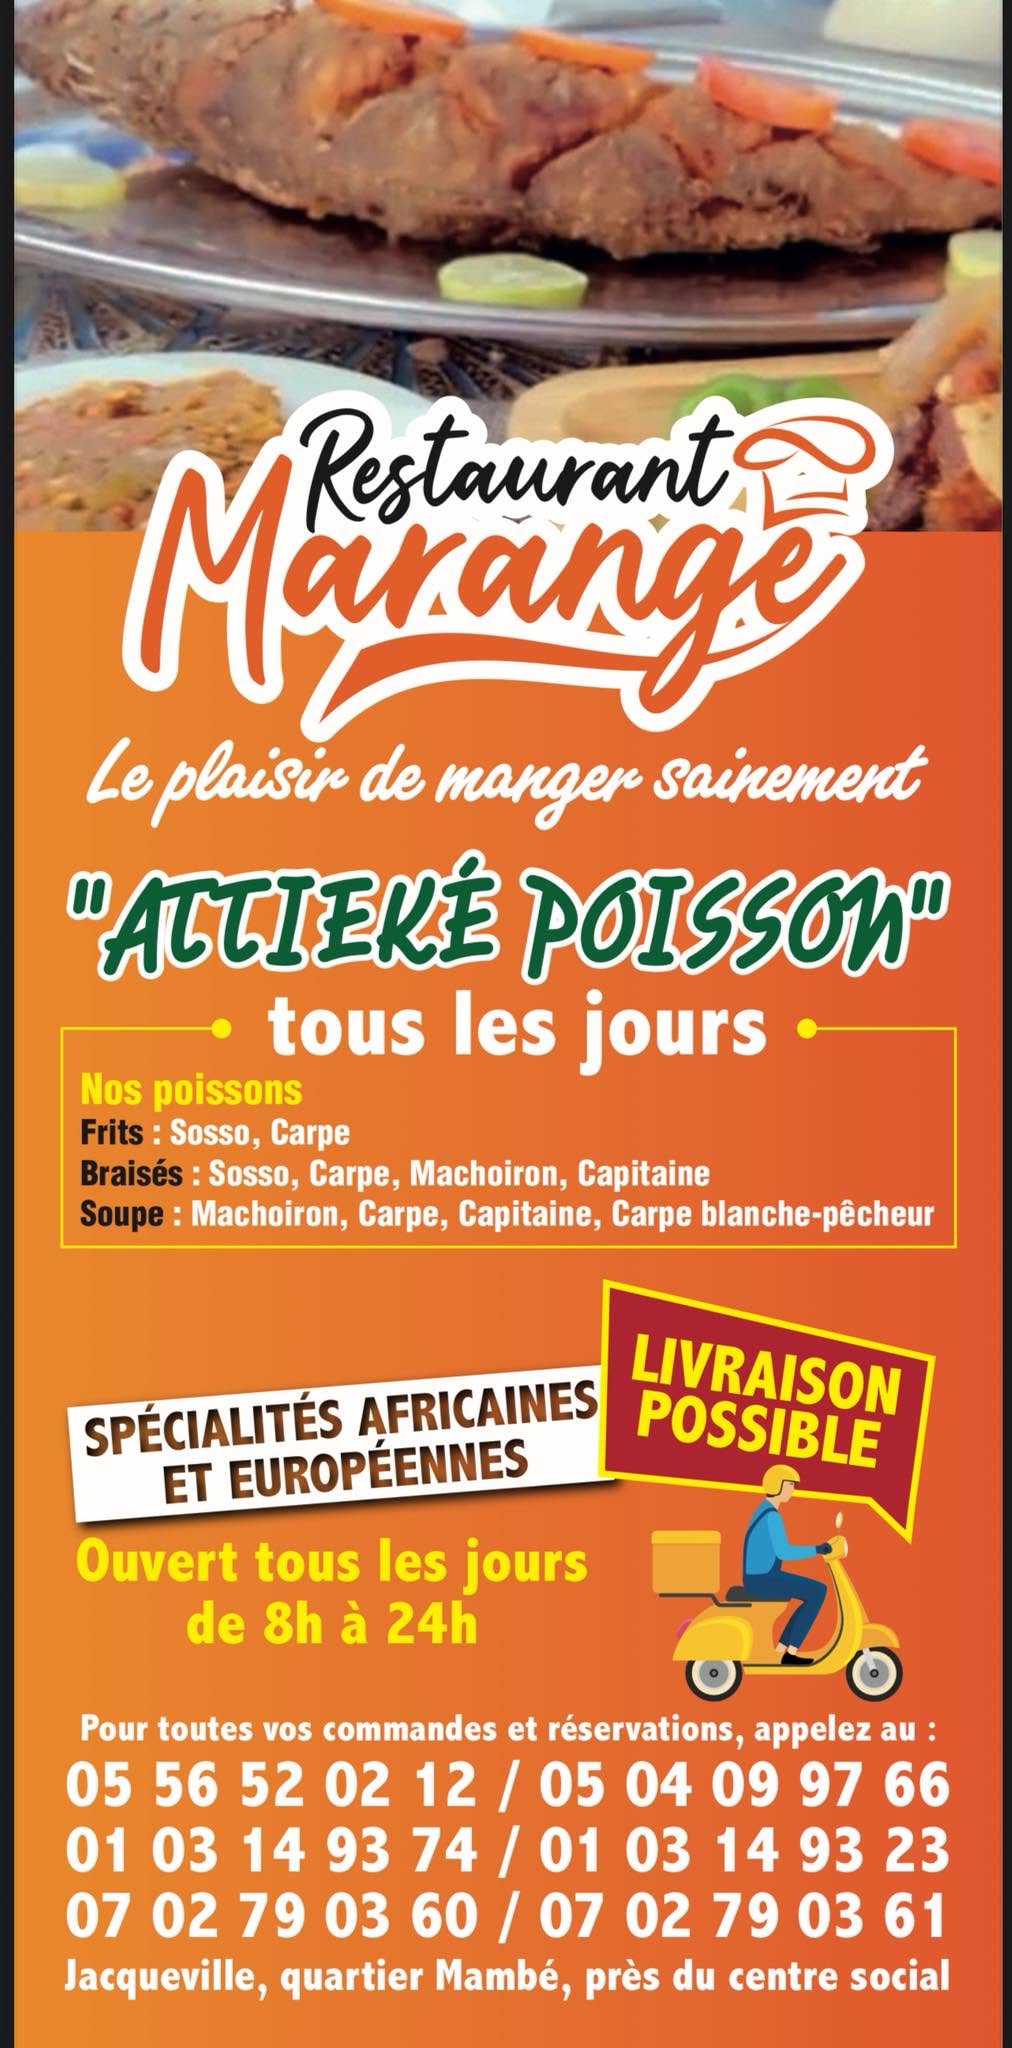 Restaurant
Marange
Le plaisir de manger sainement
"ATTIEKÉ POISSON"
tous les jours
Nos poissons
Frits : Sosso, Carpe
Braisés : Sosso, Carpe, Machoiron, Capitaine
Soupe : Machoiron, Carpe, Capitaine, Carpe blanche-pêcheur
LIVRAISON
POSSIBLE
SPÉCIALITÉS AFRICAINES
ET EUROPÉENNES
Ouvert tous les jours
de 8h à 24h
Pour toutes vos commandes et réservations, appelez au :
05 56 52 02 12 / 05 04 09 97 66
01 03 14 93 74 / 01 03 14 93 23
07 02 79 03 60 / 07 02 79 03 61
Jacqueville, quartier Mambé, près du centre social